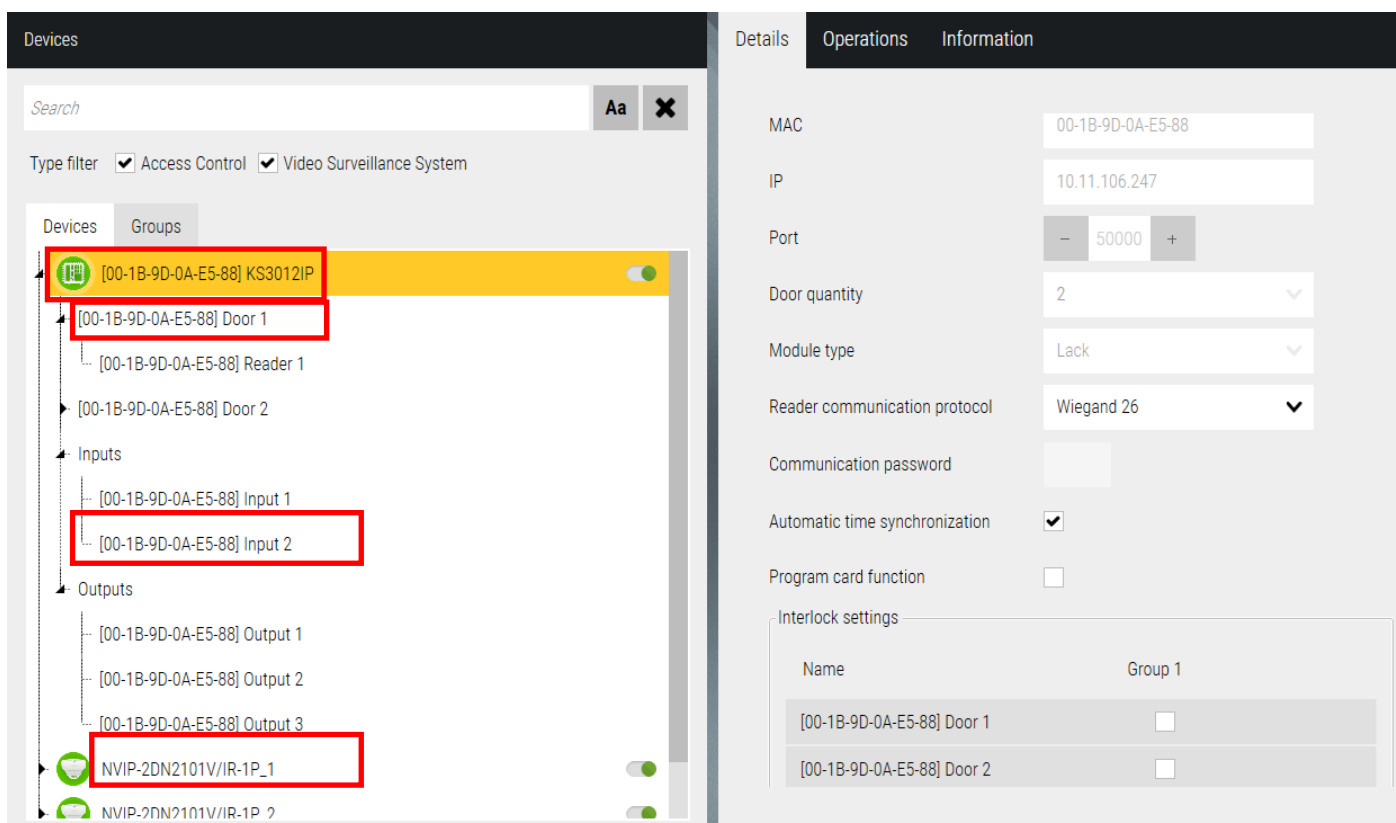 Devices
Search
Aa
Type filter Access Control Video Surveillance System
Devices Groups
[00-1B-9D-0A-E5-88] KS3012IP
[00-1B-9D-0A-E5-88] Door 1
[00-1B-9D-0A-E5-88] Reader 1
[00-1B-9D-0A-E5-88] Door 2
Inputs
[00-1B-9D-0A-E5-88] Input 1
[00-1B-9D-0A-E5-88] Input 2
Outputs
[00-1B-9D-0A-E5-88] Output 1
[00-1B-9D-0A-E5-88] Output 2
[00-1B-9D-0A-E5-88] Output 3
NVIP-2DN2101V/IR-1P_1
NVIP-2DN2101V/IR-1P_2
Details Operations Information
MAC 00-1B-9D-0A-E5-88
IP 10.11.106.247
Port − 50000 +
Door quantity 2
Module type Lack
Reader communication protocol Wiegand 26
Communication password
Automatic time synchronization
Program card function
Interlock settings
Name Group 1
[00-1B-9D-0A-E5-88] Door 1
[00-1B-9D-0A-E5-88] Door 2